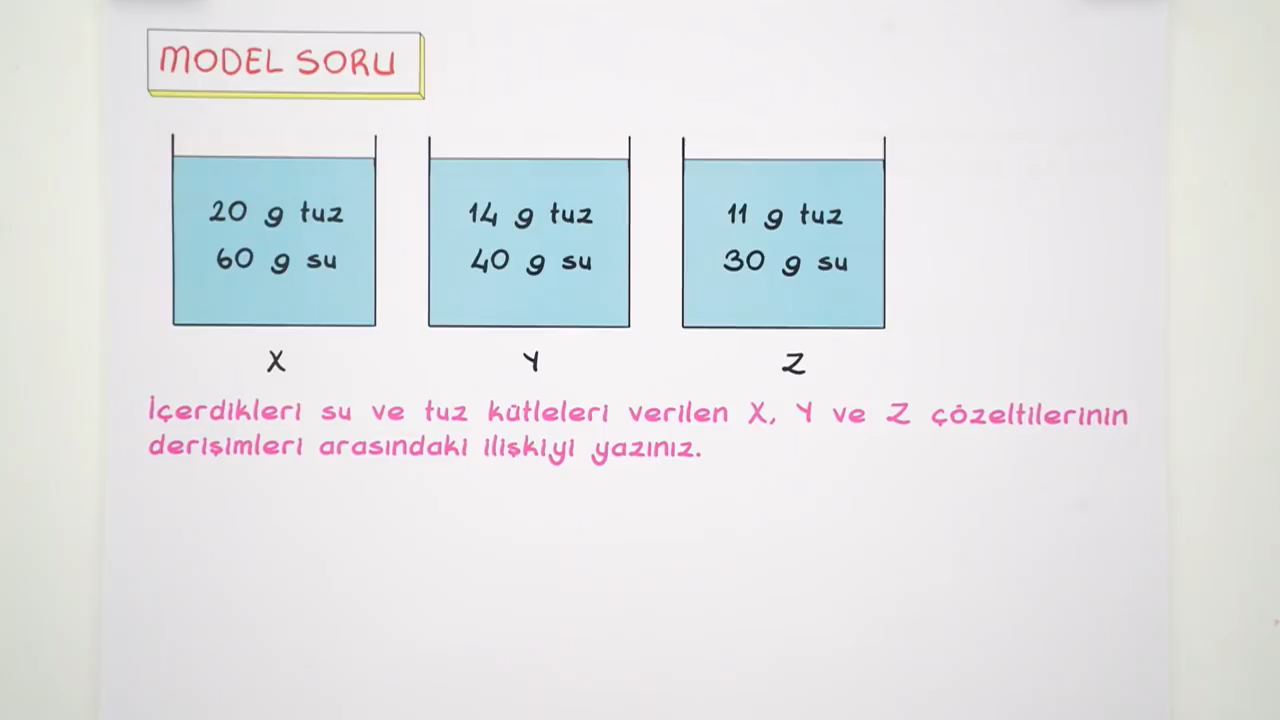 MODEL SORU
20 g tuz
60 g su
14 g tuz
40 g su
11 g tuz
30 g su
X
Y
Z
İçerdikleri su ve tuz kütleleri verilen X, Y ve Z çözeltilerinin
derişimleri arasındaki ilişkiyi yazınız.